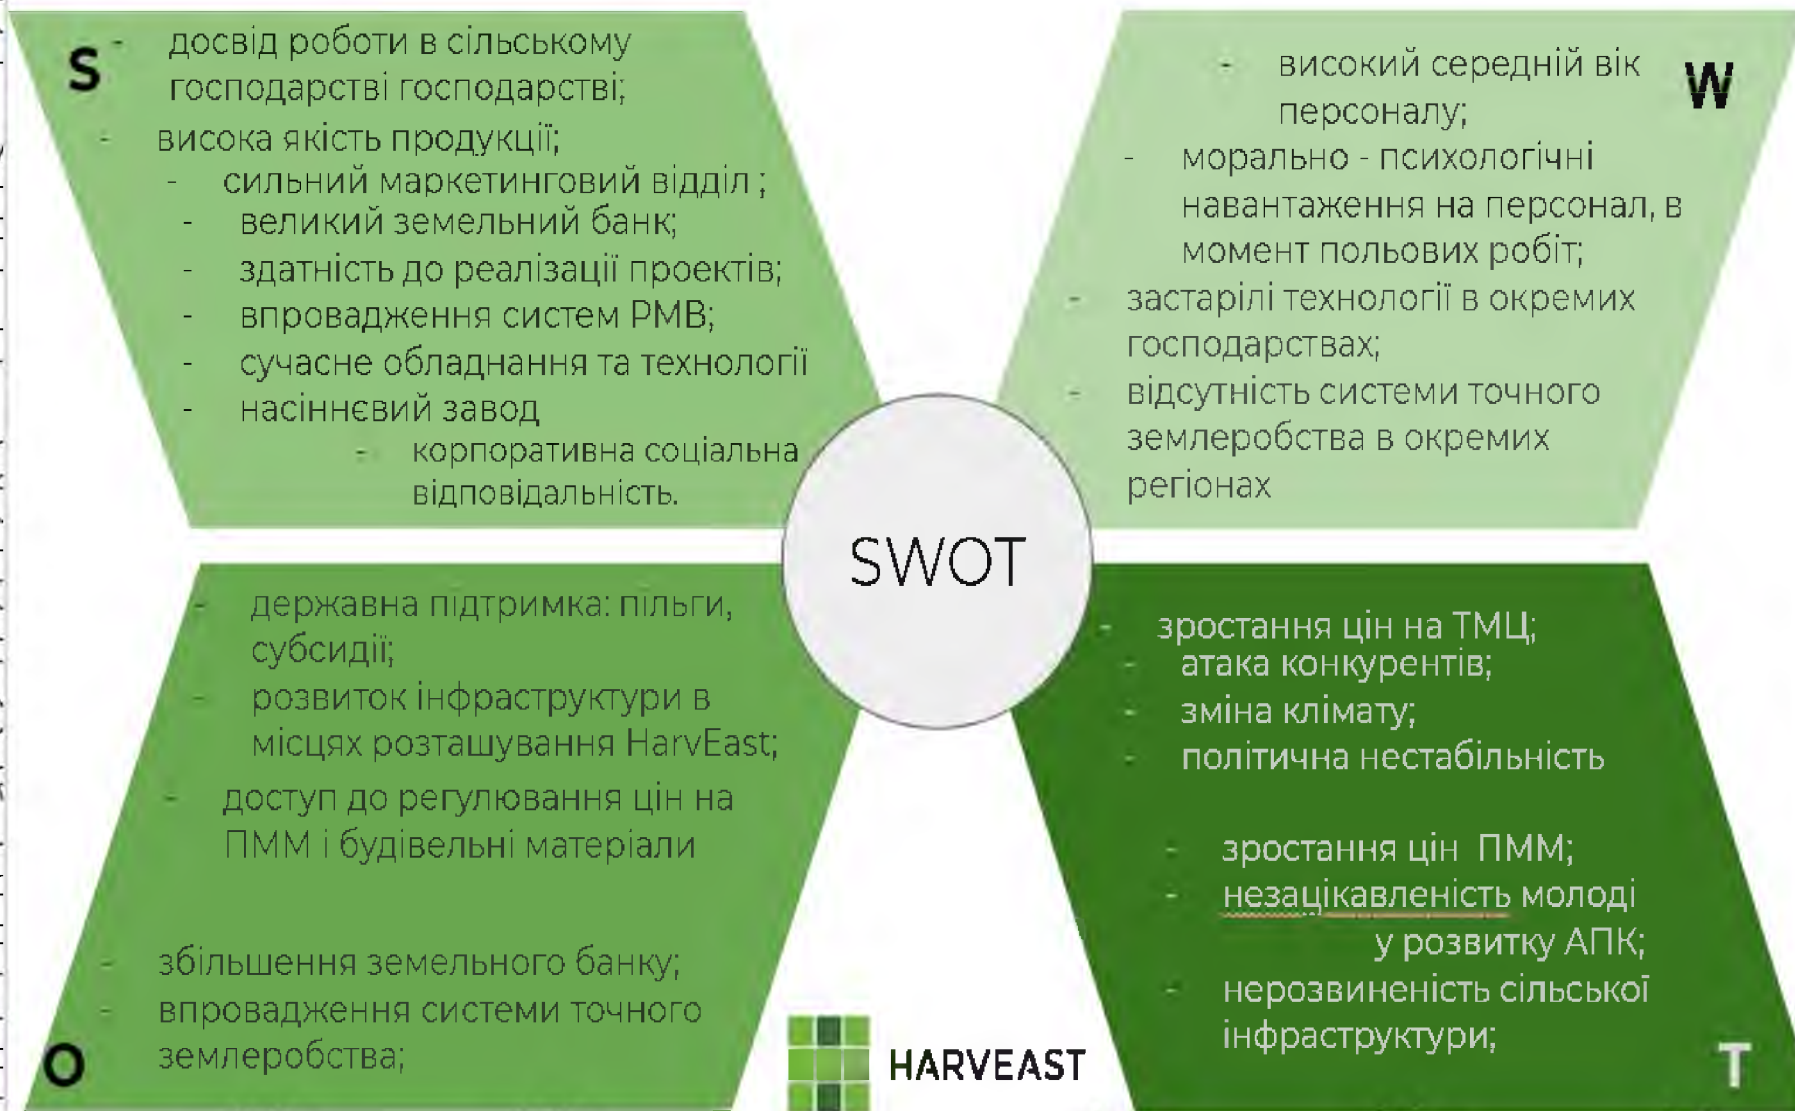 S
- досвід роботи в сільському
господарстві господарстві;
- висока якість продукції;
- сильний маркетинговий відділ ;
- великий земельний банк;
- здатність до реалізації проектів;
- впровадження систем РМВ;
- сучасне обладнання та технології
- насіннєвий завод
- корпоративна соціальна
відповідальність.
W
- високий середній вік
персоналу;
- морально - психологічні
навантаження на персонал, в
момент польових робіт;
- застарілі технології в окремих
господарствах;
- відсутність системи точного
землеробства в окремих
регіонах
SWOT
- державна підтримка: пільги,
субсидії;
- розвиток інфраструктури в
місцях розташування HarvEast;
- доступ до регулювання цін на
ПММ і будівельні матеріали
- збільшення земельного банку;
- впровадження системи точного
землеробства;
O
- зростання цін на ТМЦ;
- атака конкурентів;
- зміна клімату;
- політична нестабільність
- зростання цін ПММ;
- незацікавленість молоді
у розвитку АПК;
- нерозвиненість сільської
інфраструктури;
T
HARVEAST